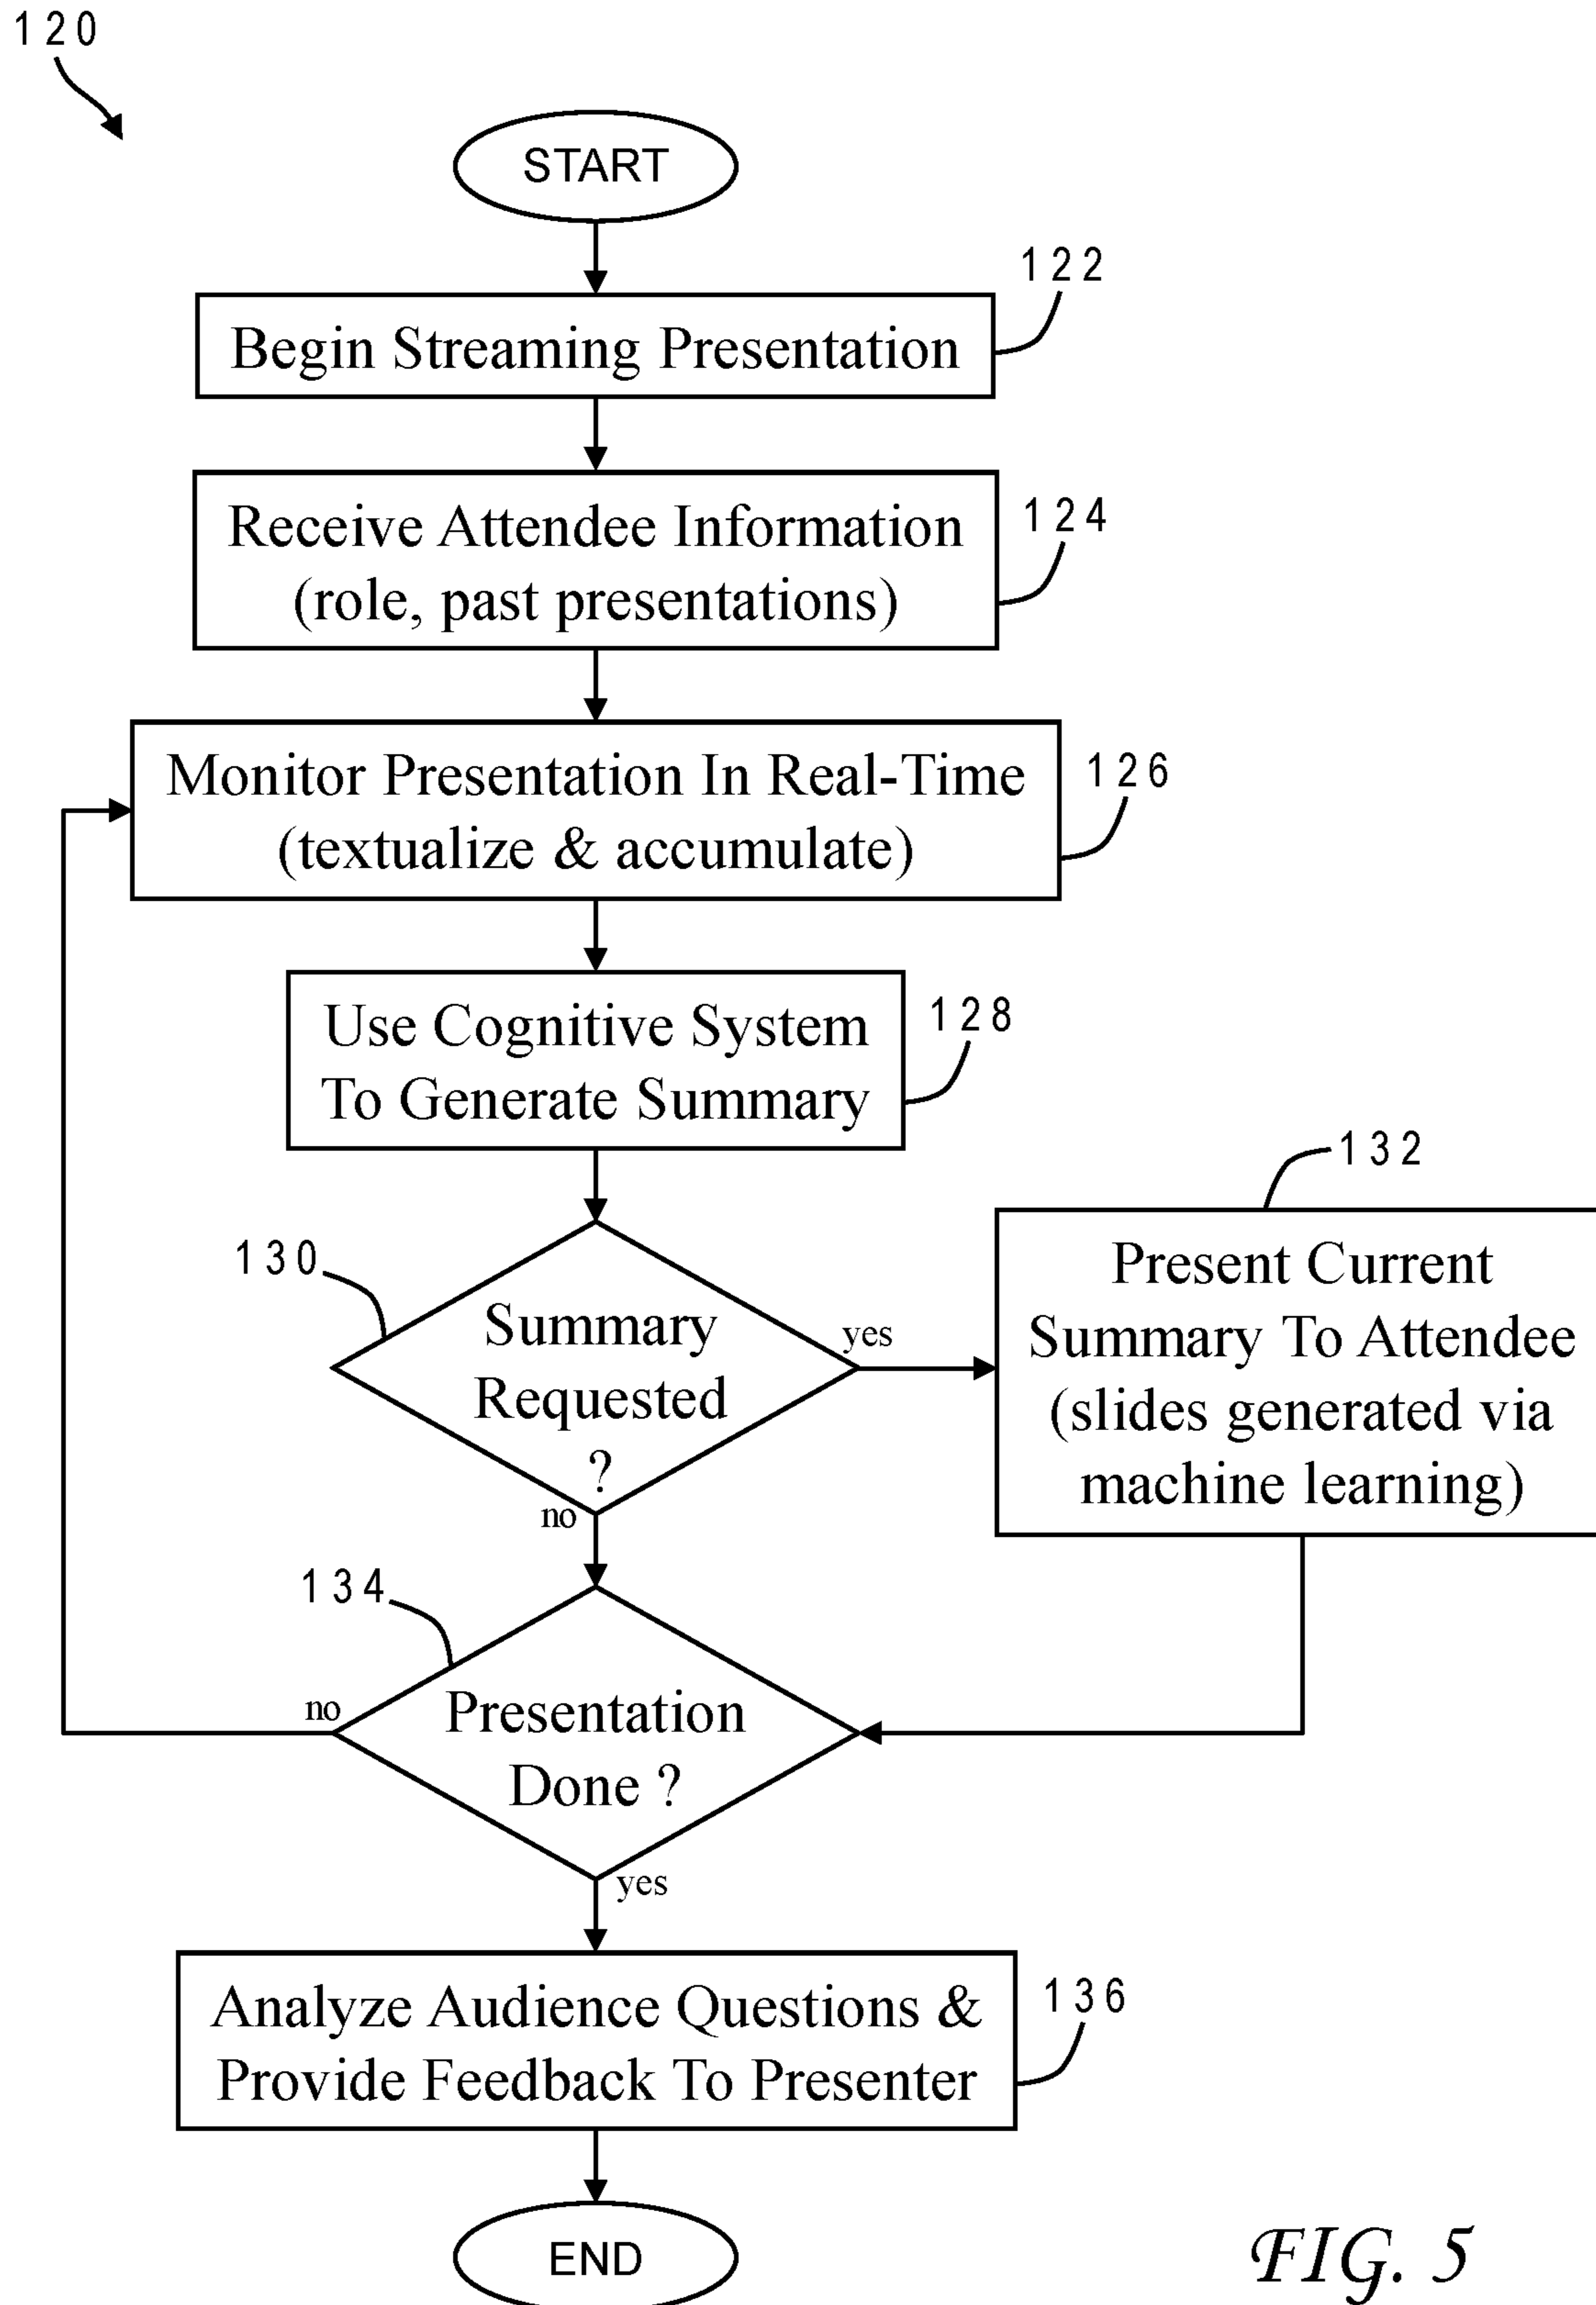 120
START
122
Begin Streaming Presentation
124
Receive Attendee Information
(role, past presentations)
126
Monitor Presentation In Real-Time
(textualize & accumulate)
128
Use Cognitive System
To Generate Summary
130
Summary
Requested
?
yes
no
132
Present Current
Summary To Attendee
(slides generated via
machine learning)
134
Presentation
Done ?
no
yes
136
Analyze Audience Questions &
Provide Feedback To Presenter
END
FIG. 5